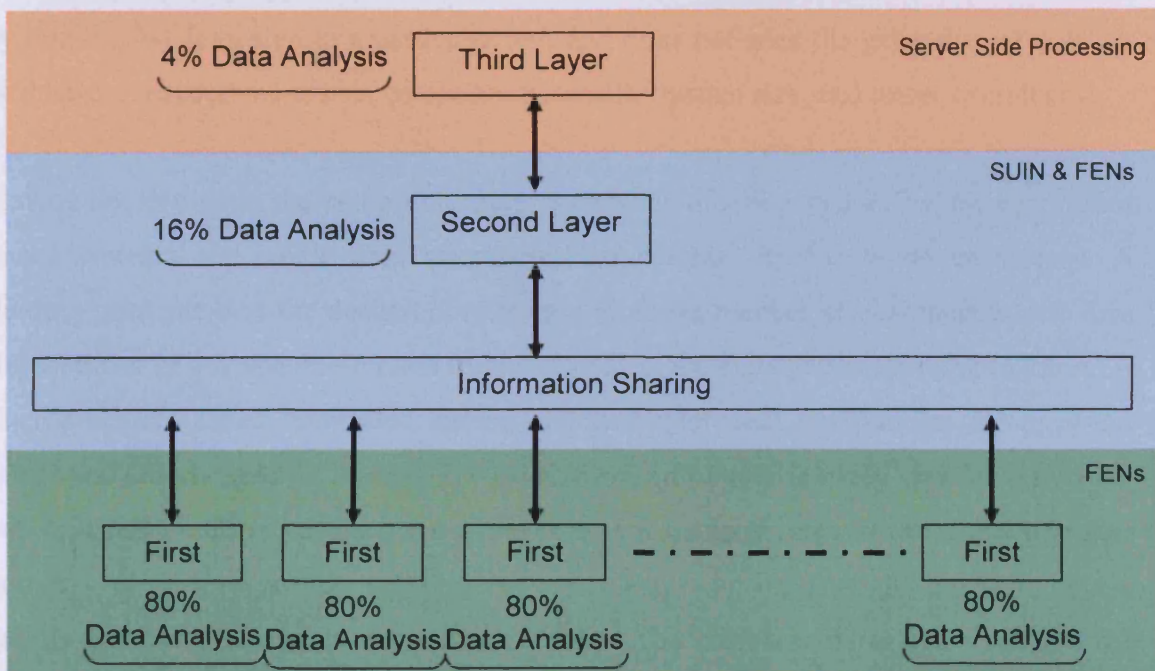 Server Side Processing
4% Data Analysis
Third Layer
SUIN & FENs
16% Data Analysis
Second Layer
Information Sharing
FENs
First
First
First
First
80%
Data Analysis
80%
Data Analysis
80%
Data Analysis
80%
Data Analysis